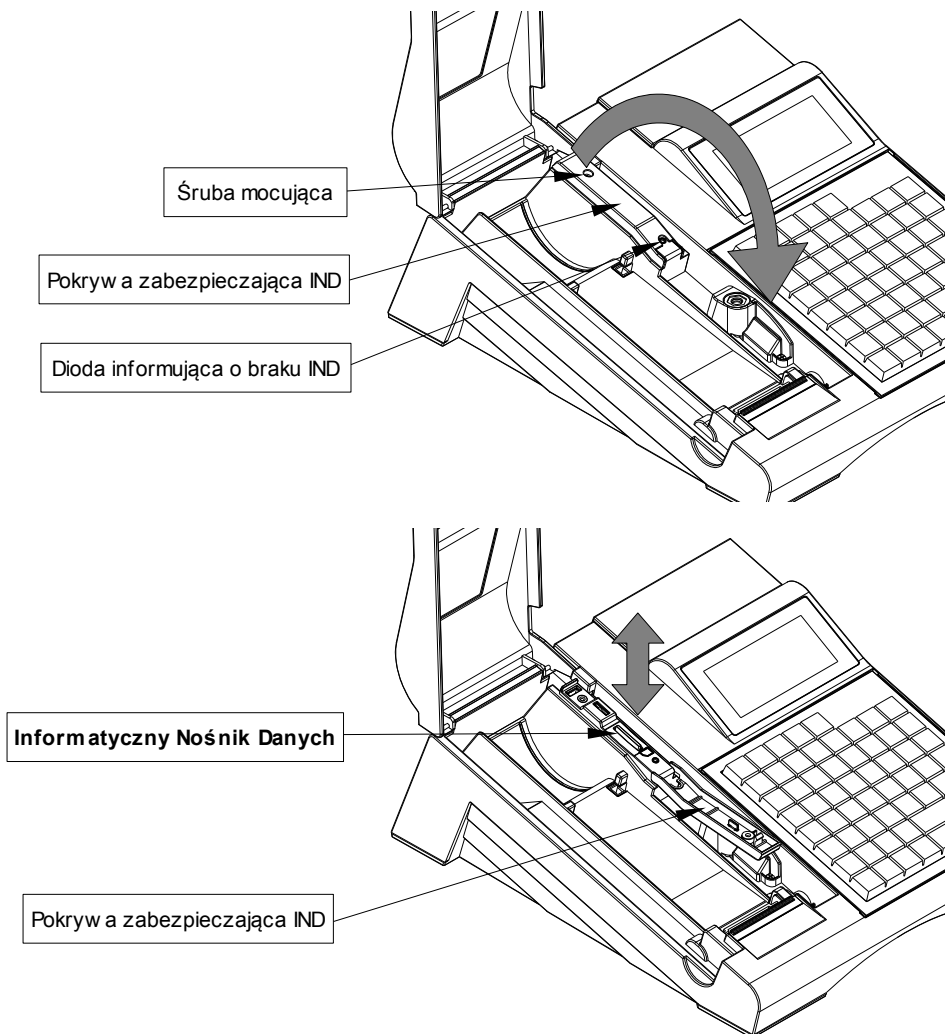 Śruba mocująca
Pokrywa zabezpieczająca IND
Dioda informująca o braku IND
Informatyczny Nośnik Danych
Pokrywa zabezpieczająca IND